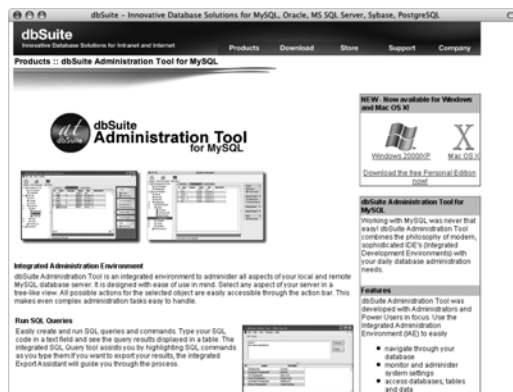 dbSuite – Innovative Database Solutions for MySQL, Oracle, MS SQL Server, Sybase, PostgreSQL
dbSuite
Innovative Database Solutions for Intranet and Internet
Products Download Store Support Company
Products :: dbSuite Administration Tool for MySQL
at
dbSuite
dbSuite
Administration Tool
for MySQL
Integrated Administration Environment
dbSuite Administration Tool is an integrated environment to administer all aspects of your local and remote
MySQL database server. It is designed with ease of use in mind. Select any aspect of your server in a
tree-like view. All possible actions for the selected object are easily accessible through the action bar. This
makes even complex administration tasks easy to handle.
Run SQL Queries
Easily create and run SQL queries and commands. Type your SQL
code in a text field and see the query results displayed in a table. The
integrated SQL Query tool assists you by highlighting SQL commands
as you type them.If you want to export your results, the integrated
Export Assistant will guide you through the process.
NEW - Now available for Windows
and Mac OS X!
Windows 2000/XP Mac OS X
Download the free Personal Edition
now!
dbSuite Administration Tool for
MySQL
Working with MySQL was never that
easy! dbSuite Administration Tool
combines the philosophy of modern,
sophisticated IDE's (Integrated
Development Environments) with
your daily database administration
needs.
Features
dbSuite Administration Tool was
developed with Administrators and
Power Users in focus. Use the
Integrated Administration
Environment (IAE) to easily
navigate through your
database
monitor and administer
system settings
access databases, tables
and data